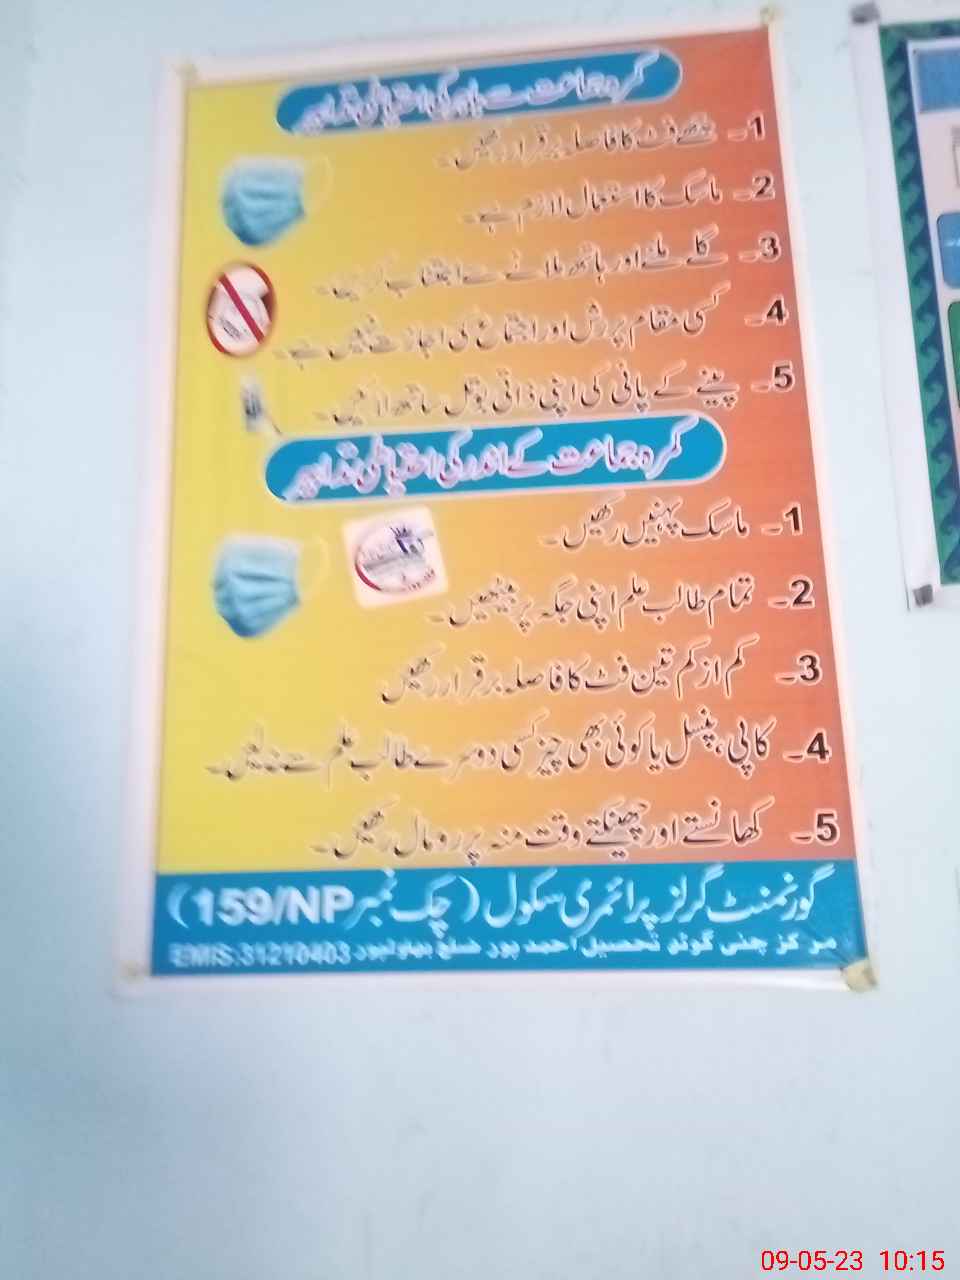 کمرہ جماعت سے باہر کی احتیاطی تدابیر
1۔ چھے فٹ کا فاصلہ برقرار رکھیں۔
2۔ ماسک کا استعمال لازم ہے۔
3۔ گلے ملنے اور ہاتھ ملانے سے اجتناب کریں۔
4۔ کسی مقام پر رش اور اجتماع کی اجازت نہیں ہے۔
5۔ پینے کے پانی کی اپنی ذاتی بوتل ساتھ لائیں۔
کمرہ جماعت کے اندر کی احتیاطی تدابیر
1۔ ماسک پہنیں رکھیں۔
2۔ تمام طالب علم اپنی جگہ پر بیٹھیں۔
3۔ کم از کم تین فٹ کا فاصلہ برقرار رکھیں
4۔ کاپی، پنسل یا کوئی بھی چیز کسی دوسرے طالب علم سے نہ لیں۔
5۔ کھانستے اور چھینکتے وقت منہ پر رومال رکھیں۔
گورنمنٹ گرلز پرائمری سکول (چک نمبر 159/NP)
مرکز چنی گوٹھ تحصیل احمد پور ضلع بہاولپور EMIS:31210403
09-05-23 10:15